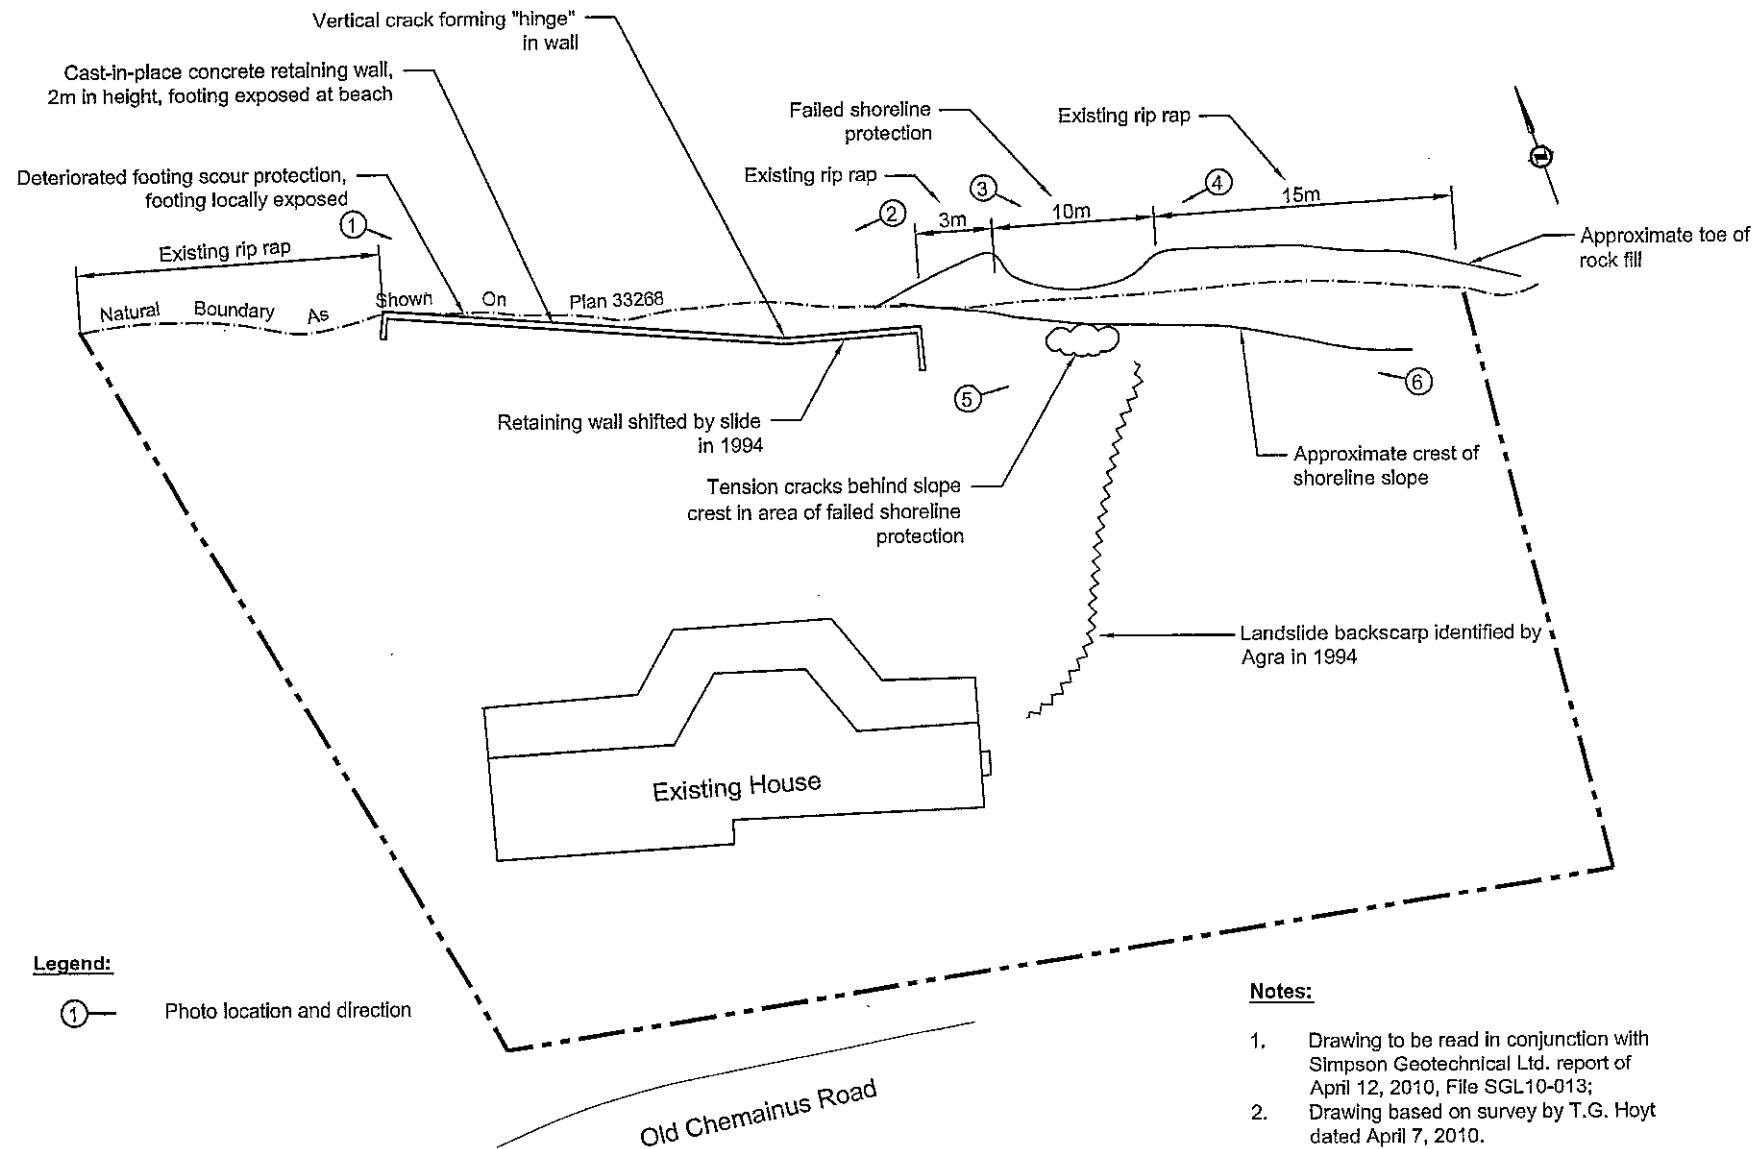 Vertical crack forming "hinge"
in wall
Cast-in-place concrete retaining wall,
2m in height, footing exposed at beach
Failed shoreline
protection
Existing rip rap
Deteriorated footing scour protection,
footing locally exposed
Existing rip rap
1
2
3
4
3m
10m
15m
N
Existing rip rap
Approximate toe of
rock fill
Natural Boundary As Shown On Plan 33268
5
6
Retaining wall shifted by slide
in 1994
Approximate crest of
shoreline slope
Tension cracks behind slope
crest in area of failed shoreline
protection
Landslide backscarp identified by
Agra in 1994
Existing House
Legend:
1 Photo location and direction
Old Chemainus Road
Notes:
1. Drawing to be read in conjunction with
Simpson Geotechnical Ltd. report of
April 12, 2010, File SGL10-013;
2. Drawing based on survey by T.G. Hoyt
dated April 7, 2010.